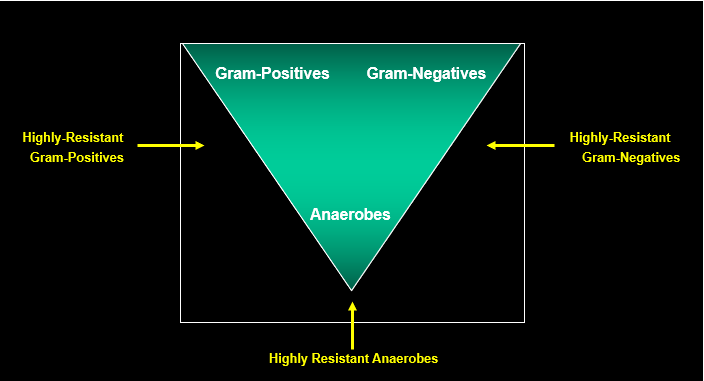 Gram-Positives
Gram-Negatives
Highly-Resistant
Gram-Positives
Highly-Resistant
Gram-Negatives
Anaerobes
Highly Resistant Anaerobes